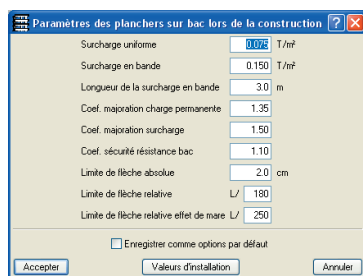 Paramètres des planchers sur bac lors de la construction
Surcharge uniforme 0.075 T/m²
Surcharge en bande 0.150 T/m²
Longueur de la surcharge en bande 3.0 m
Coef. majoration charge permanente 1.35
Coef. majoration surcharge 1.50
Coef. sécurité résistance bac 1.10
Limite de flèche absolue 2.0 cm
Limite de flèche relative L/ 180
Limite de flèche relative effet de mare L/ 250
Enregistrer comme options par défaut
Accepter Valeurs d'installation Annuler